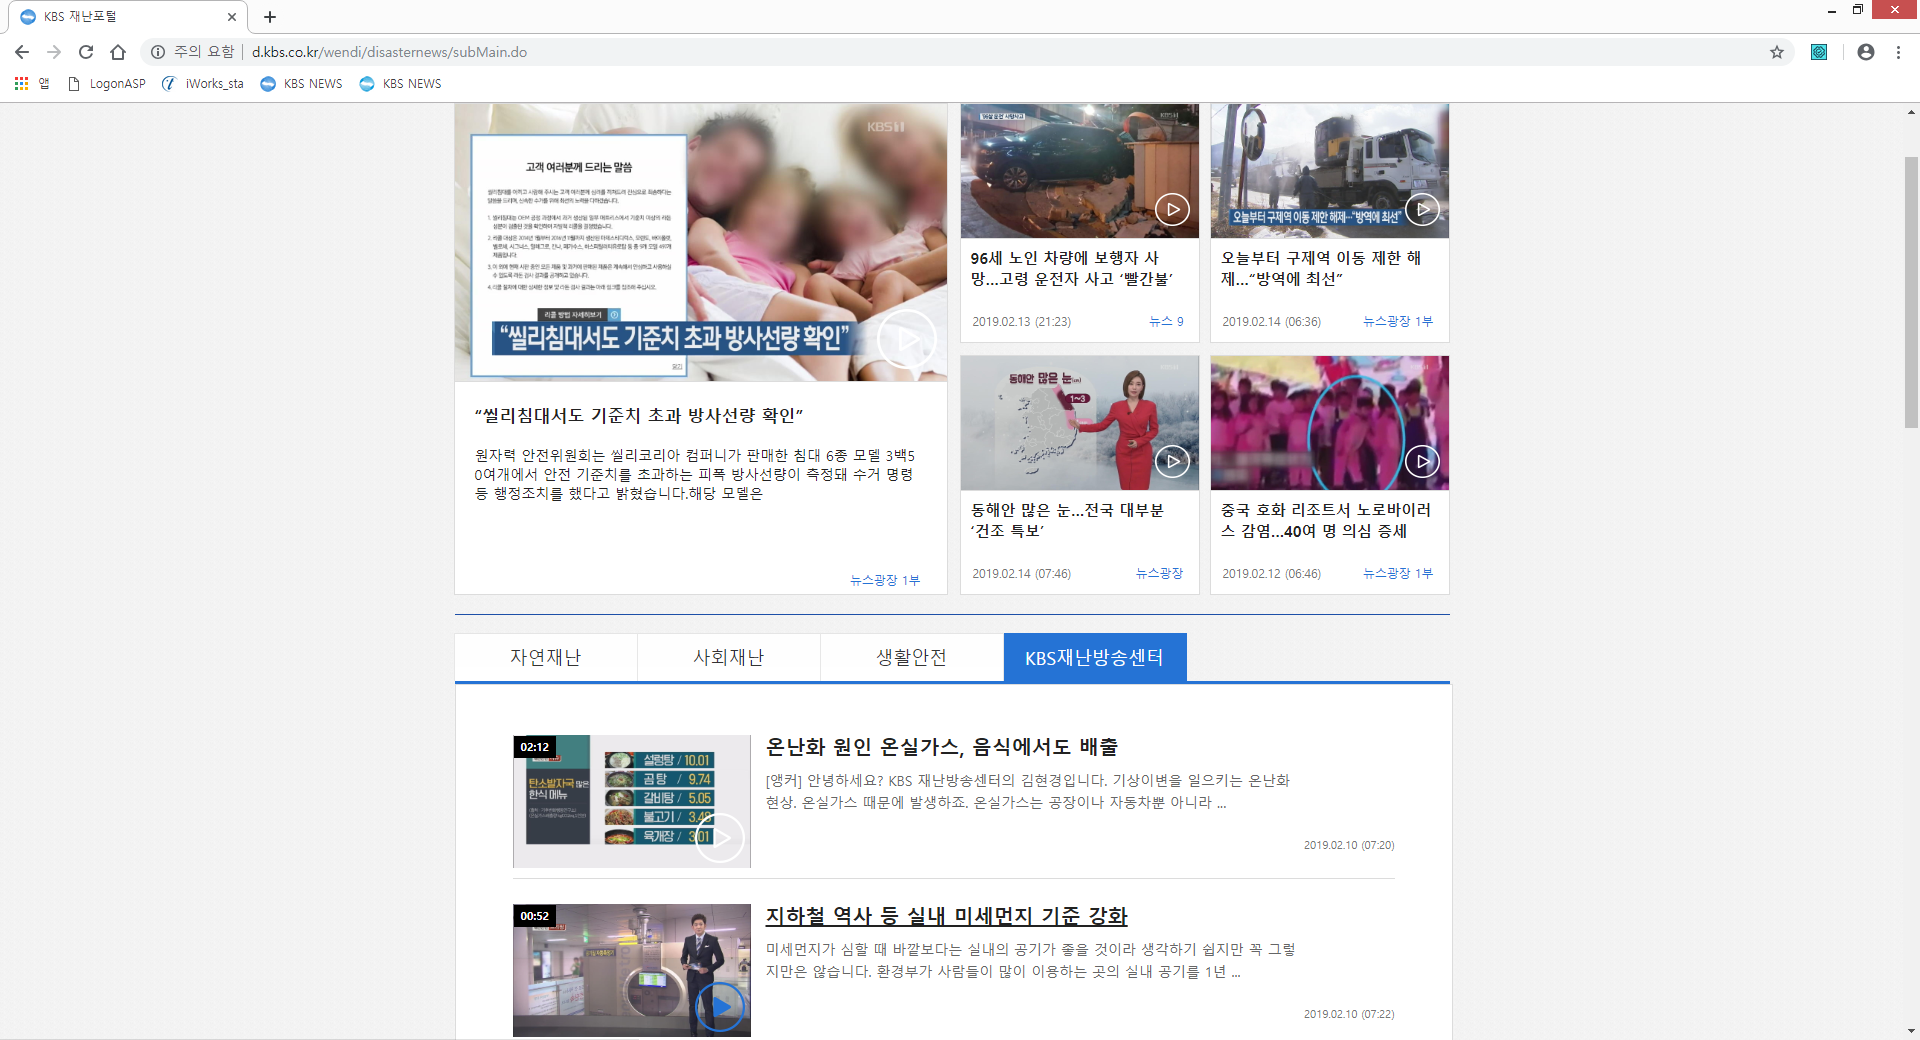 KBS 재난포털
주의 요함
d.kbs.co.kr/wendi/disasternews/subMain.do
앱
LogonASP
iWorks_sta
KBS NEWS
KBS NEWS
고객 여러분께 드리는 말씀
리콜 방법 자세히보기
“씰리침대서도 기준치 초과 방사선량 확인”
닫기
“씰리침대서도 기준치 초과 방사선량 확인”
원자력 안전위원회는 씰리코리아 컴퍼니가 판매한 침대 6종 모델 3백5
0여개에서 안전 기준치를 초과하는 피폭 방사선량이 측정돼 수거 명령
등 행정조치를 했다고 밝혔습니다.해당 모델은
뉴스광장 1부
96세 노인 차량에 보행자 사
망...고령 운전자 사고 ‘빨간불’
2019.02.13 (21:23)
뉴스 9
오늘부터 구제역 이동 제한 해제…“방역에 최선”
오늘부터 구제역 이동 제한 해
제...“방역에 최선”
2019.02.14 (06:36)
뉴스광장 1부
동해안 많은 눈(cm)
1~3
동해안 많은 눈...전국 대부분
‘건조 특보’
2019.02.14 (07:46)
뉴스광장
중국 호화 리조트서 노로바이러
스 감염...40여 명 의심 증세
2019.02.12 (06:46)
뉴스광장 1부
자연재난
사회재난
생활안전
KBS재난방송센터
02:12
탄소발자국 많은
한식 메뉴
설렁탕 / 10.01
곰탕 / 9.74
갈비탕 / 5.05
불고기 / 3.48
육개장 / 3.01
온난화 원인 온실가스, 음식에서도 배출
[앵커] 안녕하세요? KBS 재난방송센터의 김현경입니다. 기상이변을 일으키는 온난화
현상. 온실가스 때문에 발생하죠. 온실가스는 공장이나 자동차뿐 아니라 ...
2019.02.10 (07:20)
00:52
지하철 역사 등 실내 미세먼지 기준 강화
미세먼지가 심할 때 바깥보다는 실내의 공기가 좋을 것이라 생각하기 쉽지만 꼭 그렇
지만은 않습니다. 환경부가 사람들이 많이 이용하는 곳의 실내 공기를 1년 ...
2019.02.10 (07:22)